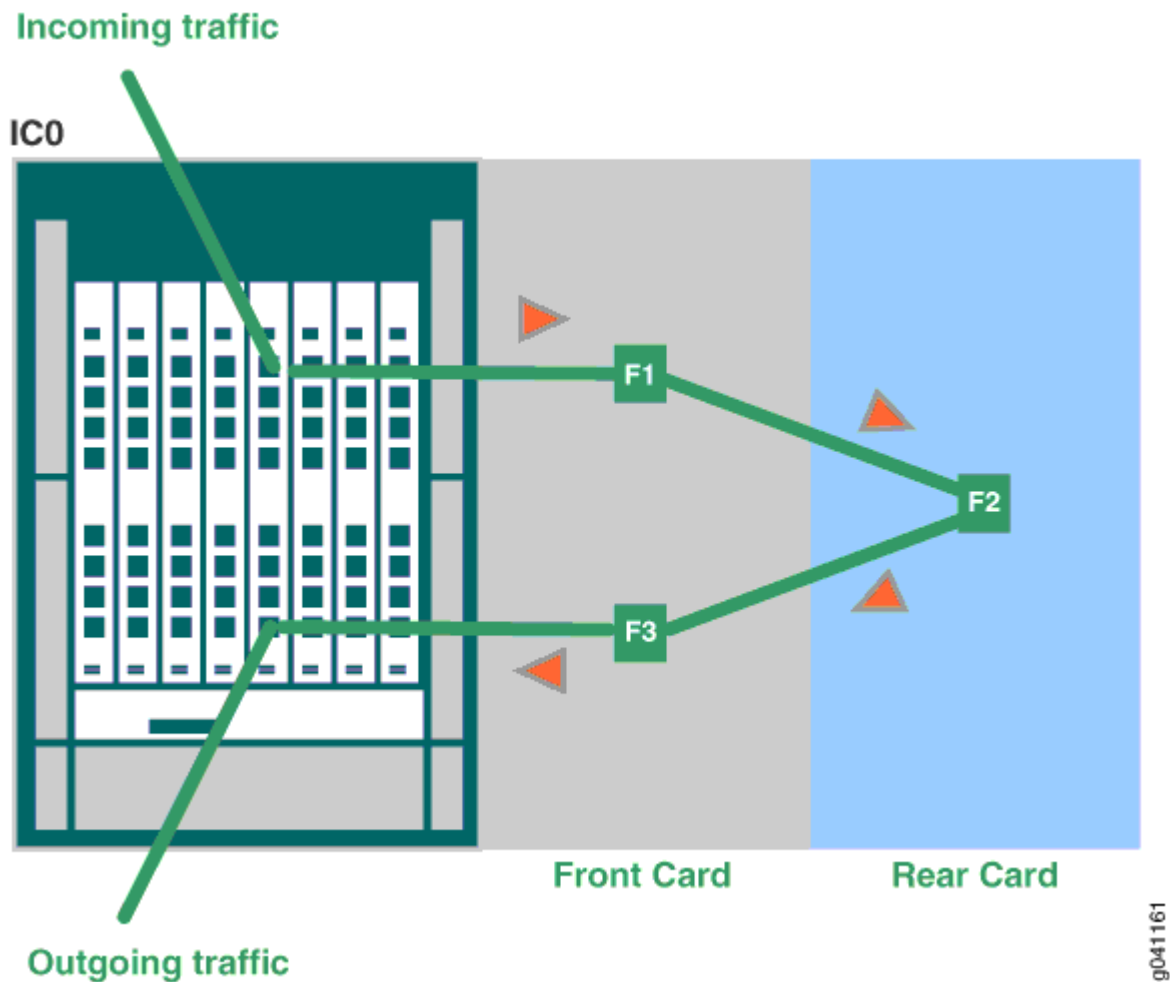 Incoming traffic
IC0
F1
F2
F3
Front Card
Rear Card
Outgoing traffic
g041161